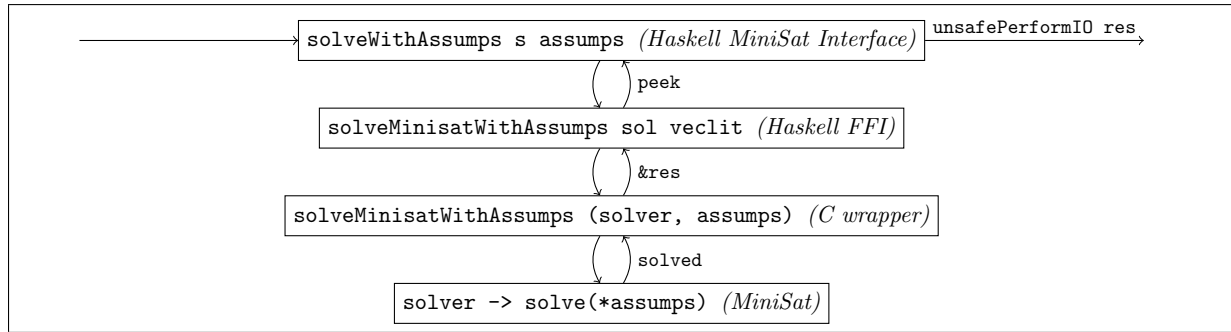 solveWithAssumps s assumps (Haskell MiniSat Interface)
unsafePerformIO res
peek
solveMinisatWithAssumps sol veclit (Haskell FFI)
&res
solveMinisatWithAssumps (solver, assumps) (C wrapper)
solved
solver -> solve(*assumps) (MiniSat)